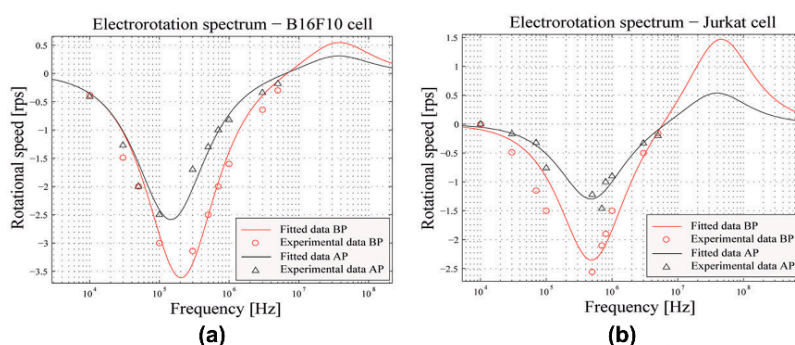 Electrorotation spectrum − B16F10 cell
Rotational speed [rps]
0.5
0
−0.5
−1
−1.5
−2
−2.5
−3
−3.5
10⁴
10⁵
10⁶
10⁷
10⁸
Frequency [Hz]
Fitted data BP
Experimental data BP
Fitted data AP
Experimental data AP
(a)
Electrorotation spectrum −Jurkat cell
Rotational speed [rps]
1.5
1
0.5
0
−0.5
−1
−1.5
−2
−2.5
10⁴
10⁵
10⁶
10⁷
10⁸
Frequency [Hz]
Fitted data BP
Experimental data BP
Fitted data AP
Experimental data AP
(b)